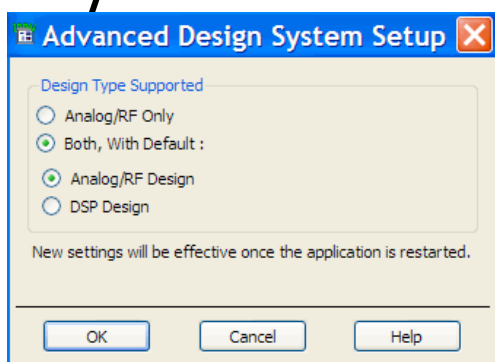 Advanced Design System Setup
Design Type Supported
Analog/RF Only
Both, With Default :
Analog/RF Design
DSP Design
New settings will be effective once the application is restarted.
OK Cancel Help